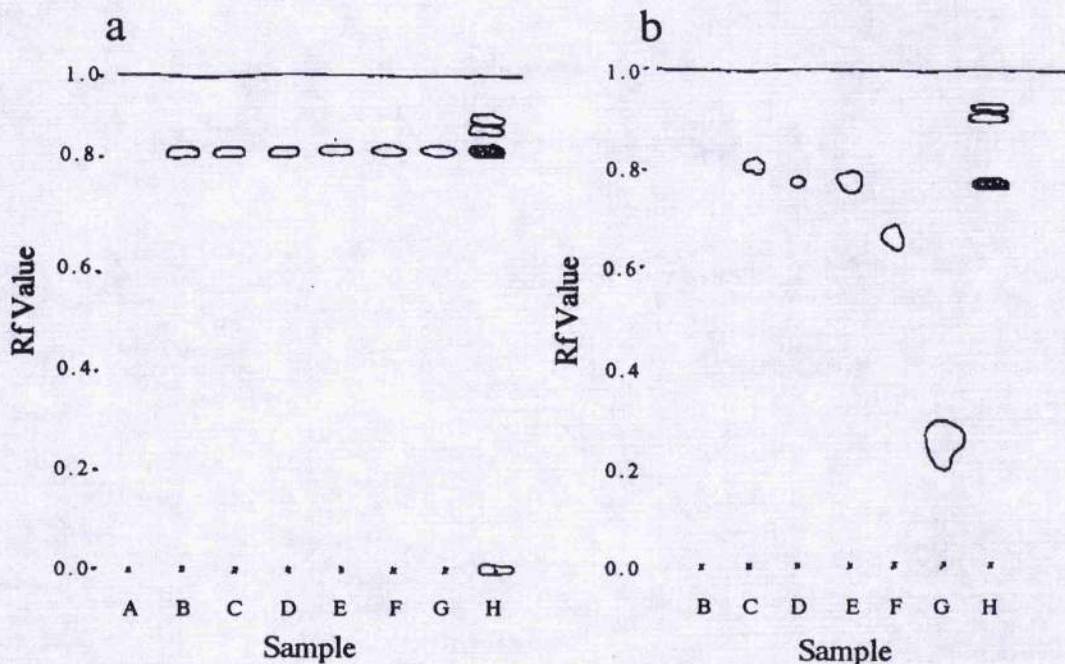 a
1.0-
0.8-
0.6-
0.4-
0.2-
0.0-
Rf Value
A B C D E F G H
Sample
b
1.0-
0.8-
0.6-
0.4
0.2
0.0
Rf Value
B C D E F G H
Sample